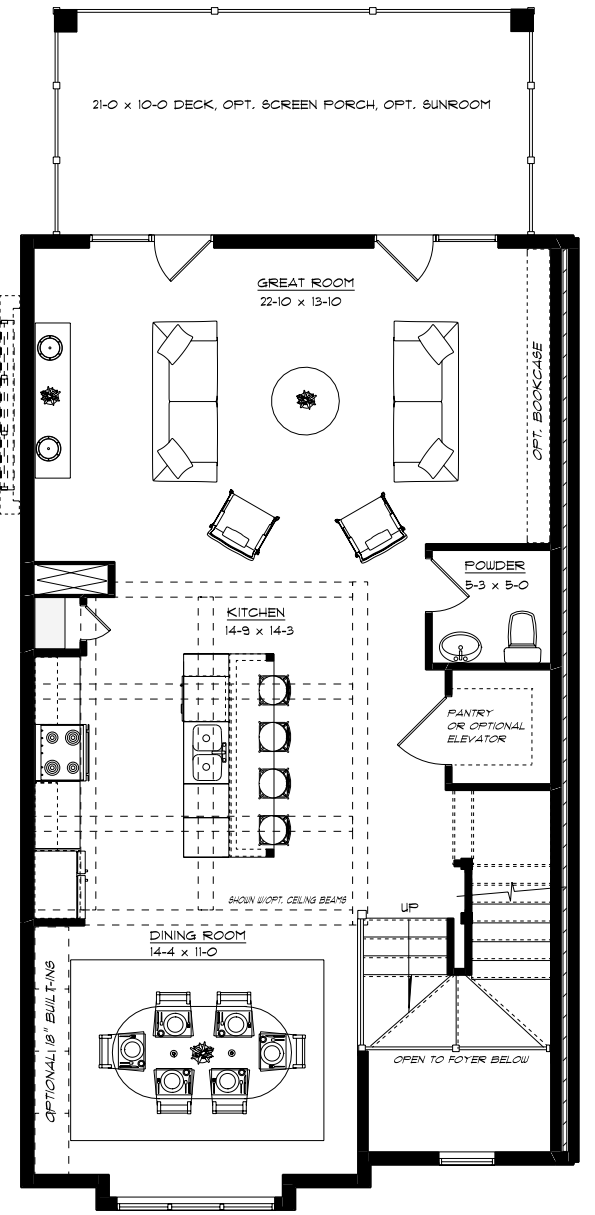 21-0 x 10-0 DECK, OPT. SCREEN PORCH, OPT. SUNROOM
GREAT ROOM
22-10 x 13-10
OPT. BOOKCASE
POWDER
5-3 x 5-0
KITCHEN
14-9 x 14-3
PANTRY
OR OPTIONAL
ELEVATOR
SHOWN W/OPT. CEILING BEAMS
UP
DINING ROOM
14-4 x 11-0
OPTIONAL 18" BUILT-INS
OPEN TO FOYER BELOW